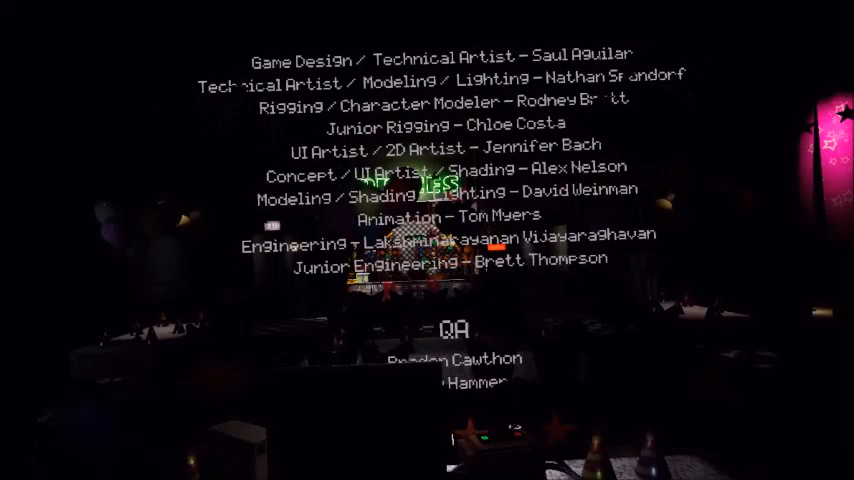 Game Design / Technical Artist - Saul Aguilar
Technical Artist / Modeling / Lighting - Nathan
Rigging / Character Modeler - Rodney
Junior Rigging - Chloe Costa
UI Artist / 2D Artist - Jennifer Bach
Concept / UI Artist / Shading - Alex Nelson
Modeling / Shading / Lighting - David Weinman
Animation - Tom Myers
Engineering - Lakshminarayanan Vijayaraghavan
Junior Engineering - Brett Thompson
QA
Cawthon
Hammer